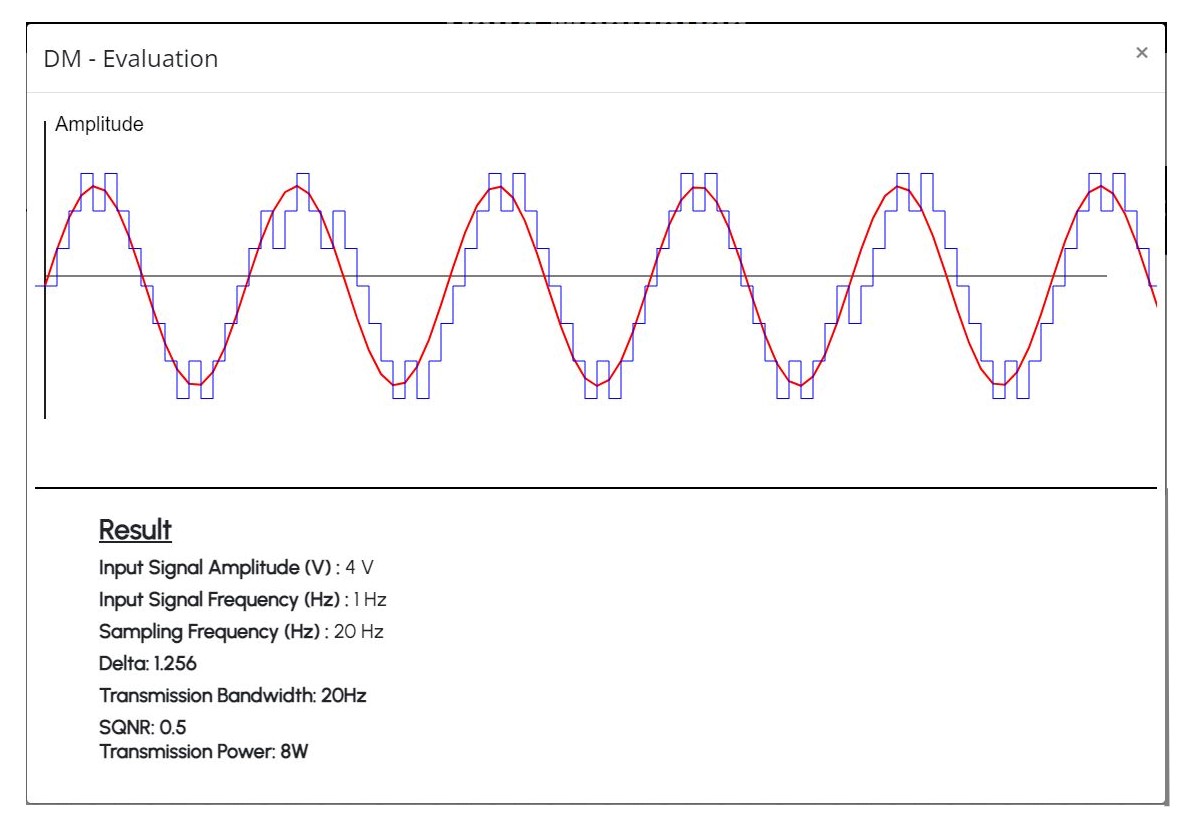 DM - Evaluation
×
Amplitude
Result
Input Signal Amplitude (V) : 4 V
Input Signal Frequency (Hz) : 1 Hz
Sampling Frequency (Hz) : 20 Hz
Delta: 1.256
Transmission Bandwidth: 20Hz
SQNR: 0.5
Transmission Power: 8W